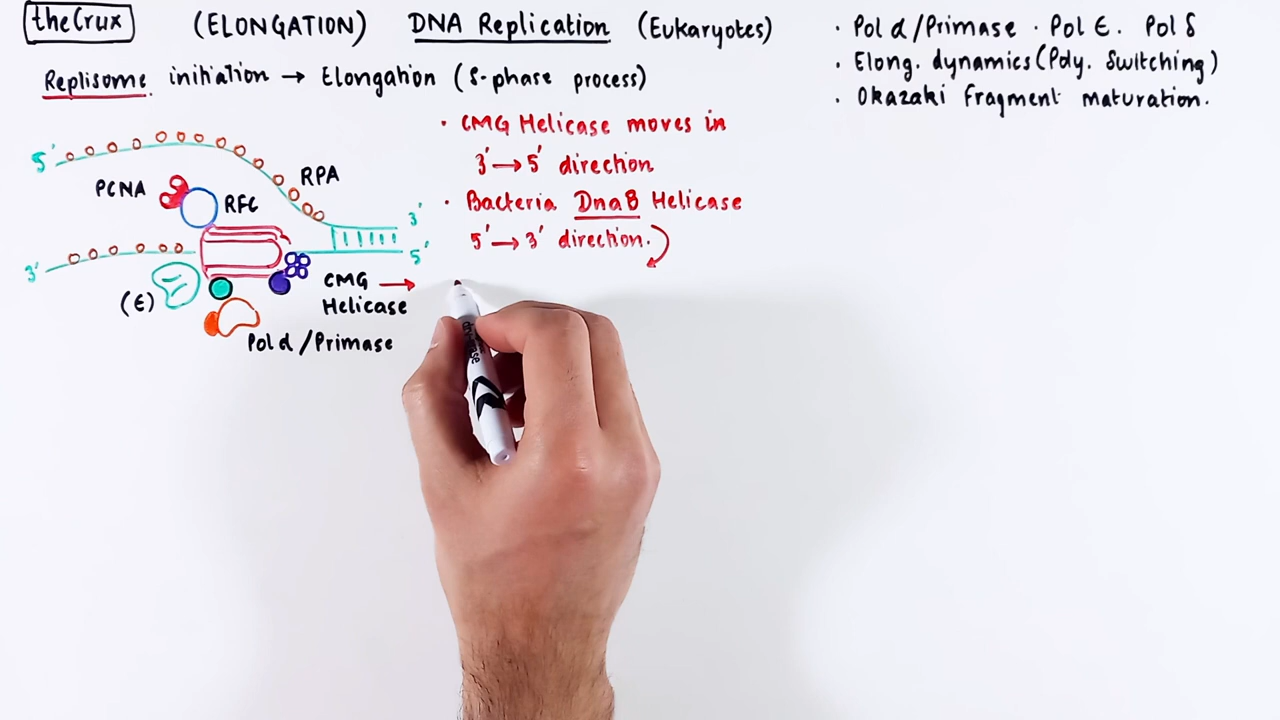 theCrux (ELONGATION) DNA Replication (Eukaryotes)
Replisome initiation → Elongation (S-phase process)
· Pol α/Primase · Pol ε. Pol δ
· Elong. dynamics (Poly. Switching)
· Okazaki Fragment maturation.
5'
PCNA
RFC
RPA
3'
5'
3'
(ε)
CMG →
Helicase
Pol α/Primase
· CMG Helicase moves in
3' → 5' direction
· Bacteria DnaB Helicase
5' → 3' direction.